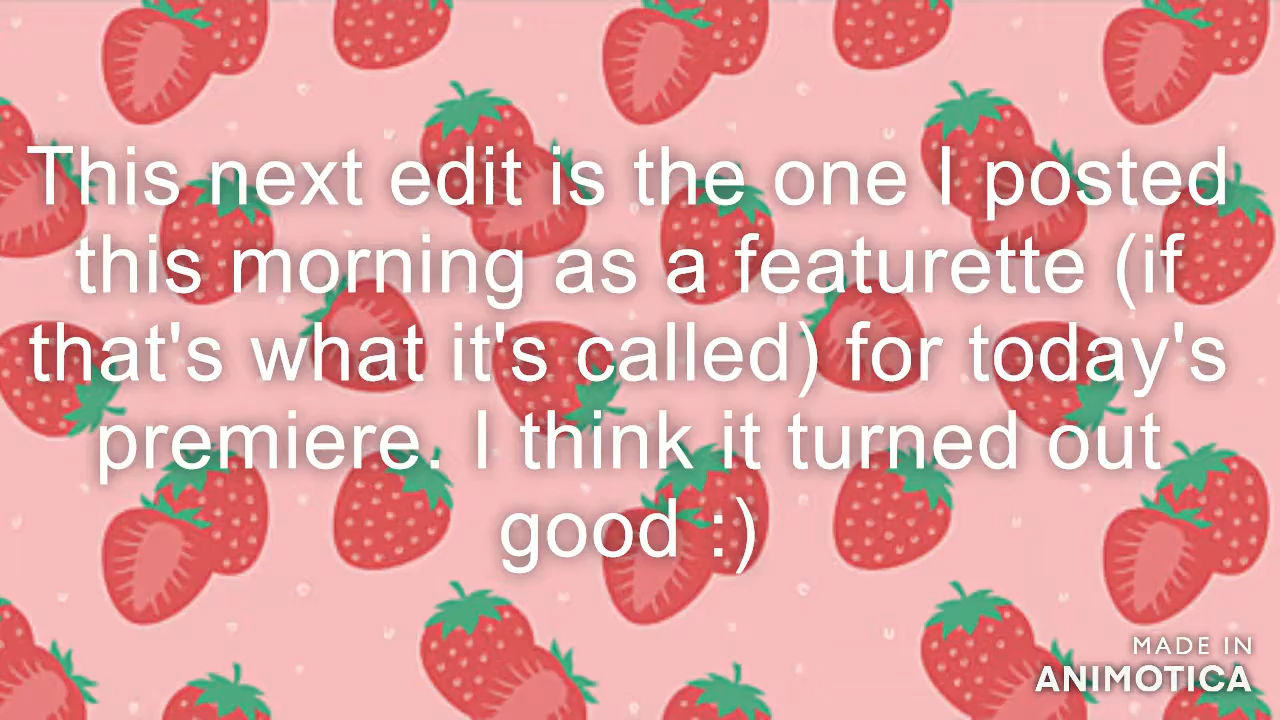 This next edit is the one I posted
this morning as a featurette (if
that's what it's called) for today's
premiere. I think it turned out
good :)
MADE IN
ANIMOTICA